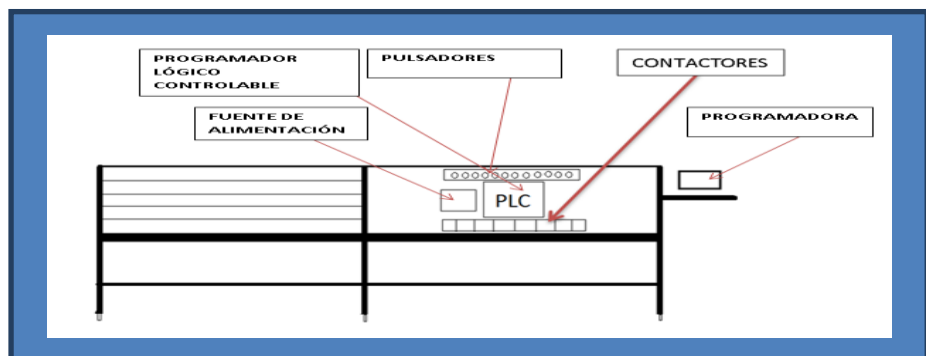 PROGRAMADOR
LÓGICO
CONTROLABLE
PULSADORES
CONTACTORES
FUENTE DE
ALIMENTACIÓN
PROGRAMADORA
PLC